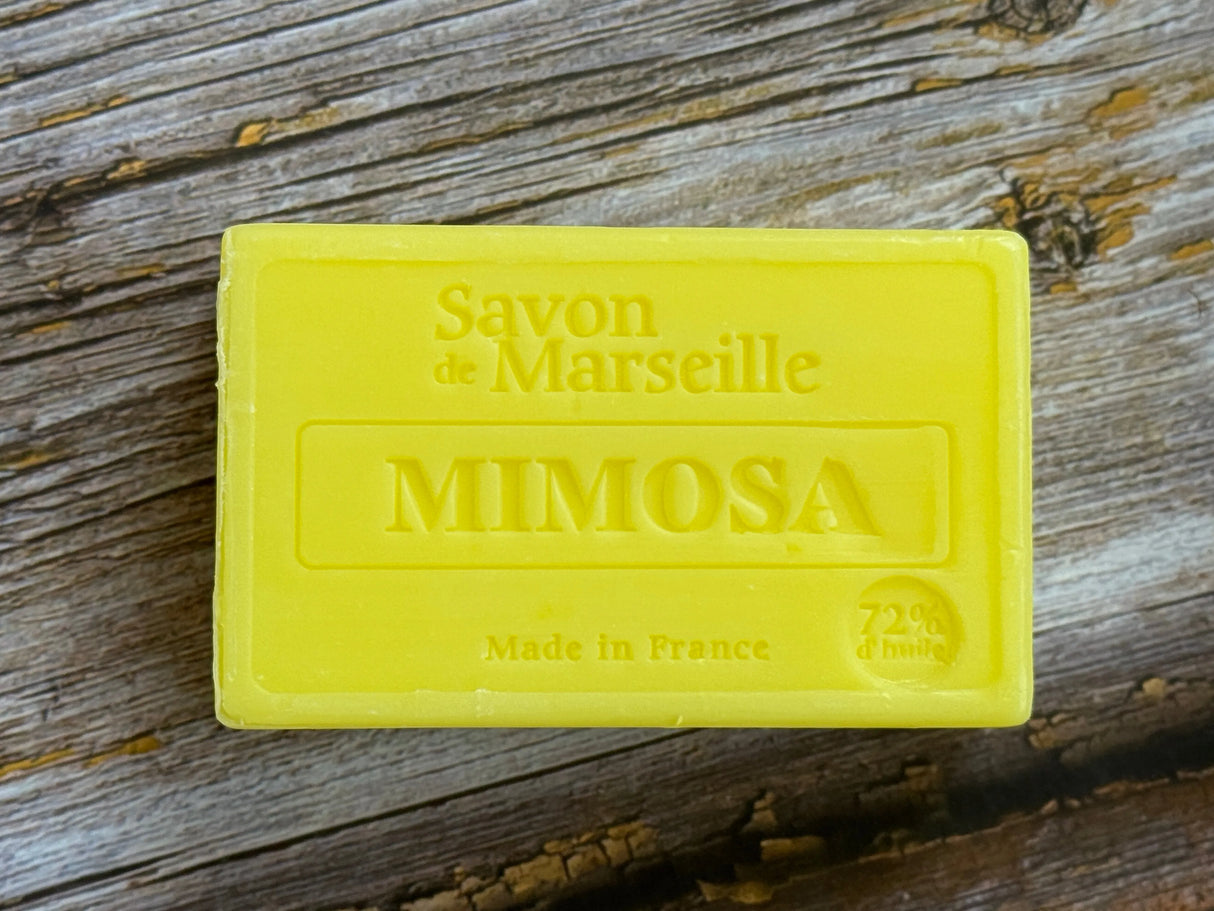 Savon
de Marseille
MIMOSA
Made in France
72%
d'huile